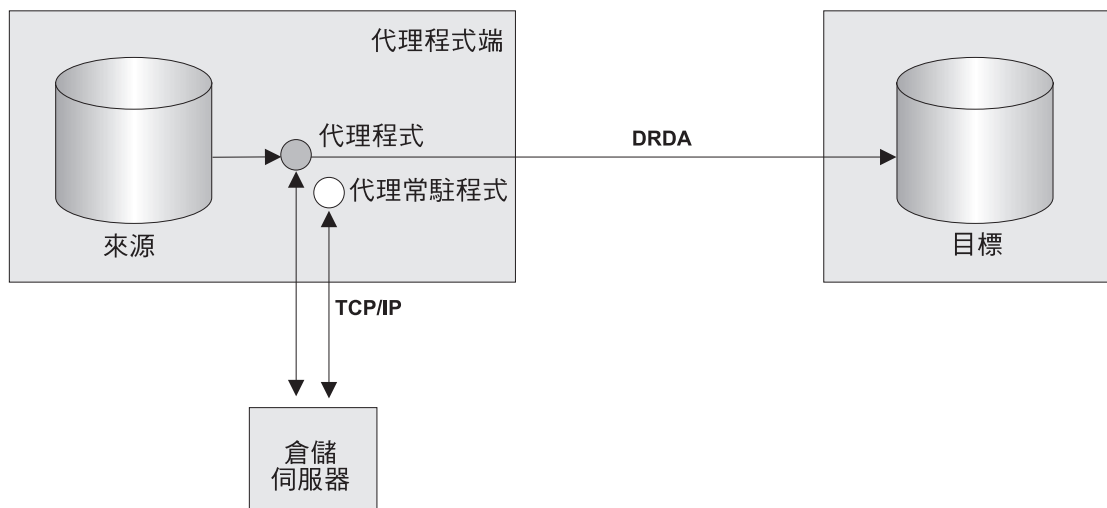 代理程式端
代理程式
DRDA
代理常駐程式
來源
目標
TCP/IP
倉儲
伺服器